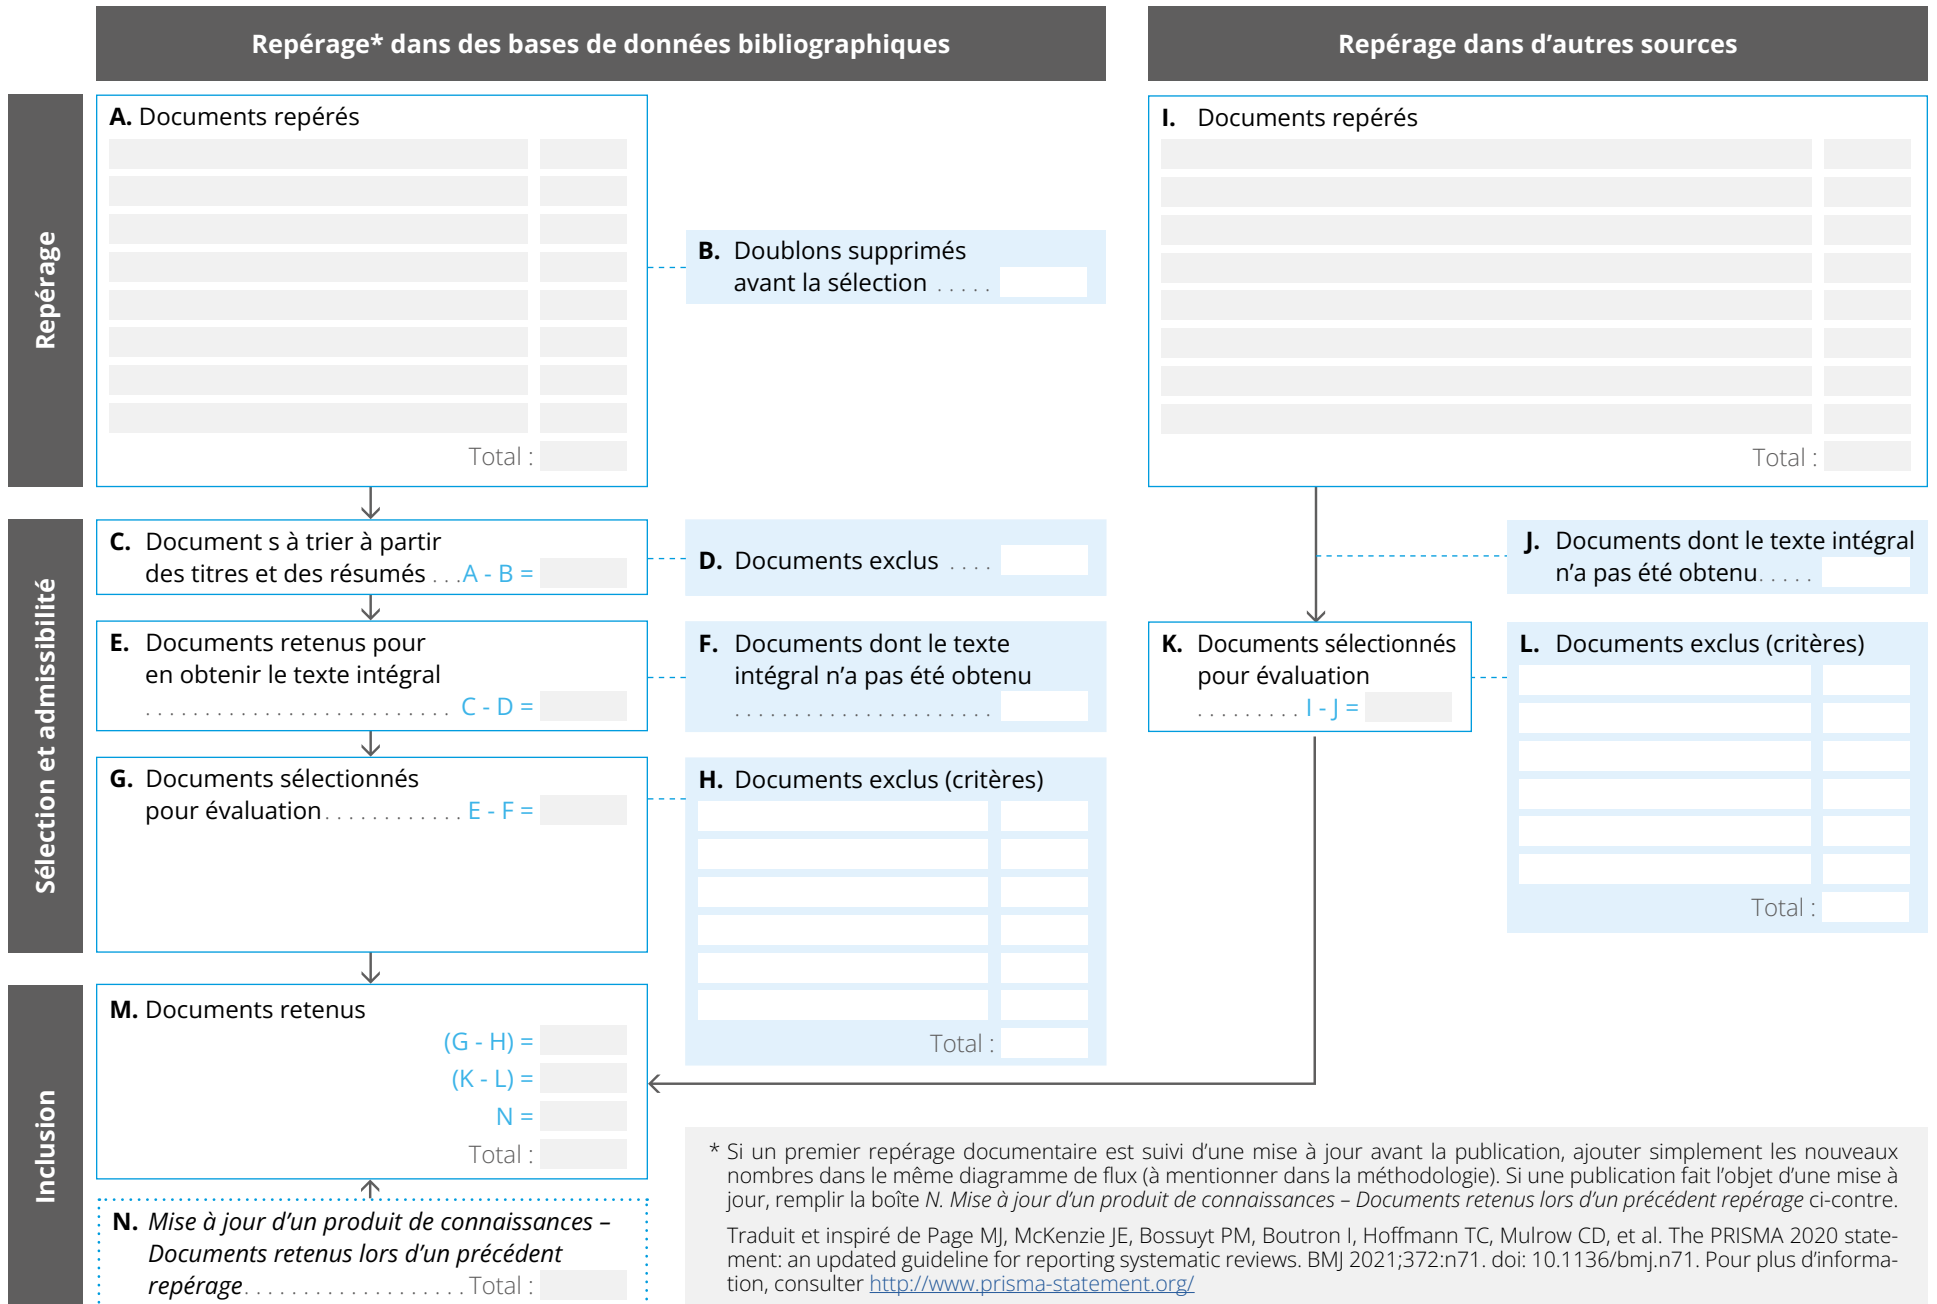 Repérage* dans des bases de données bibliographiques
Repérage dans d’autres sources
Repérage
A. Documents repérés
Total :
B. Doublons supprimés
avant la sélection . . . . .
I. Documents repérés
Total :
Sélection et admissibilité
C. Document s à trier à partir
des titres et des résumés . . . A - B =
D. Documents exclus . . . .
J. Documents dont le texte intégral
n’a pas été obtenu. . . . .
E. Documents retenus pour
en obtenir le texte intégral
. . . . . . . . . . . . . . . . . . . . . . . . . . C - D =
F. Documents dont le texte
intégral n’a pas été obtenu
. . . . . . . . . . . . . . . . . . . . . .
K. Documents sélectionnés
pour évaluation
. . . . . . . . . I - J =
L. Documents exclus (critères)
Total :
G. Documents sélectionnés
pour évaluation. . . . . . . . . . . . E - F =
H. Documents exclus (critères)
Total :
Inclusion
M. Documents retenus
(G - H) =
(K - L) =
N =
Total :
N. Mise à jour d’un produit de connaissances –
Documents retenus lors d’un précédent
repérage. . . . . . . . . . . . . . . . . . . Total :
* Si un premier repérage documentaire est suivi d’une mise à jour avant la publication, ajouter simplement les nouveaux
nombres dans le même diagramme de flux (à mentionner dans la méthodologie). Si une publication fait l’objet d’une mise à
jour, remplir la boîte N. Mise à jour d’un produit de connaissances – Documents retenus lors d’un précédent repérage ci-contre.
Traduit et inspiré de Page MJ, McKenzie JE, Bossuyt PM, Boutron I, Hoffmann TC, Mulrow CD, et al. The PRISMA 2020 state-
ment: an updated guideline for reporting systematic reviews. BMJ 2021;372:n71. doi: 10.1136/bmj.n71. Pour plus d’informa-
tion, consulter http://www.prisma-statement.org/